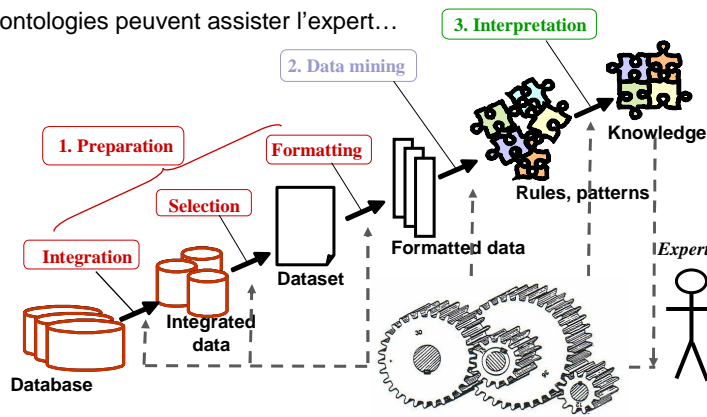 ontologies peuvent assister l'expert…
3. Interpretation
2. Data mining
1. Preparation
Formatting
Knowledge
Selection
Rules, patterns
Integration
Formatted data
Expert
Dataset
Integrated
data
Database
30